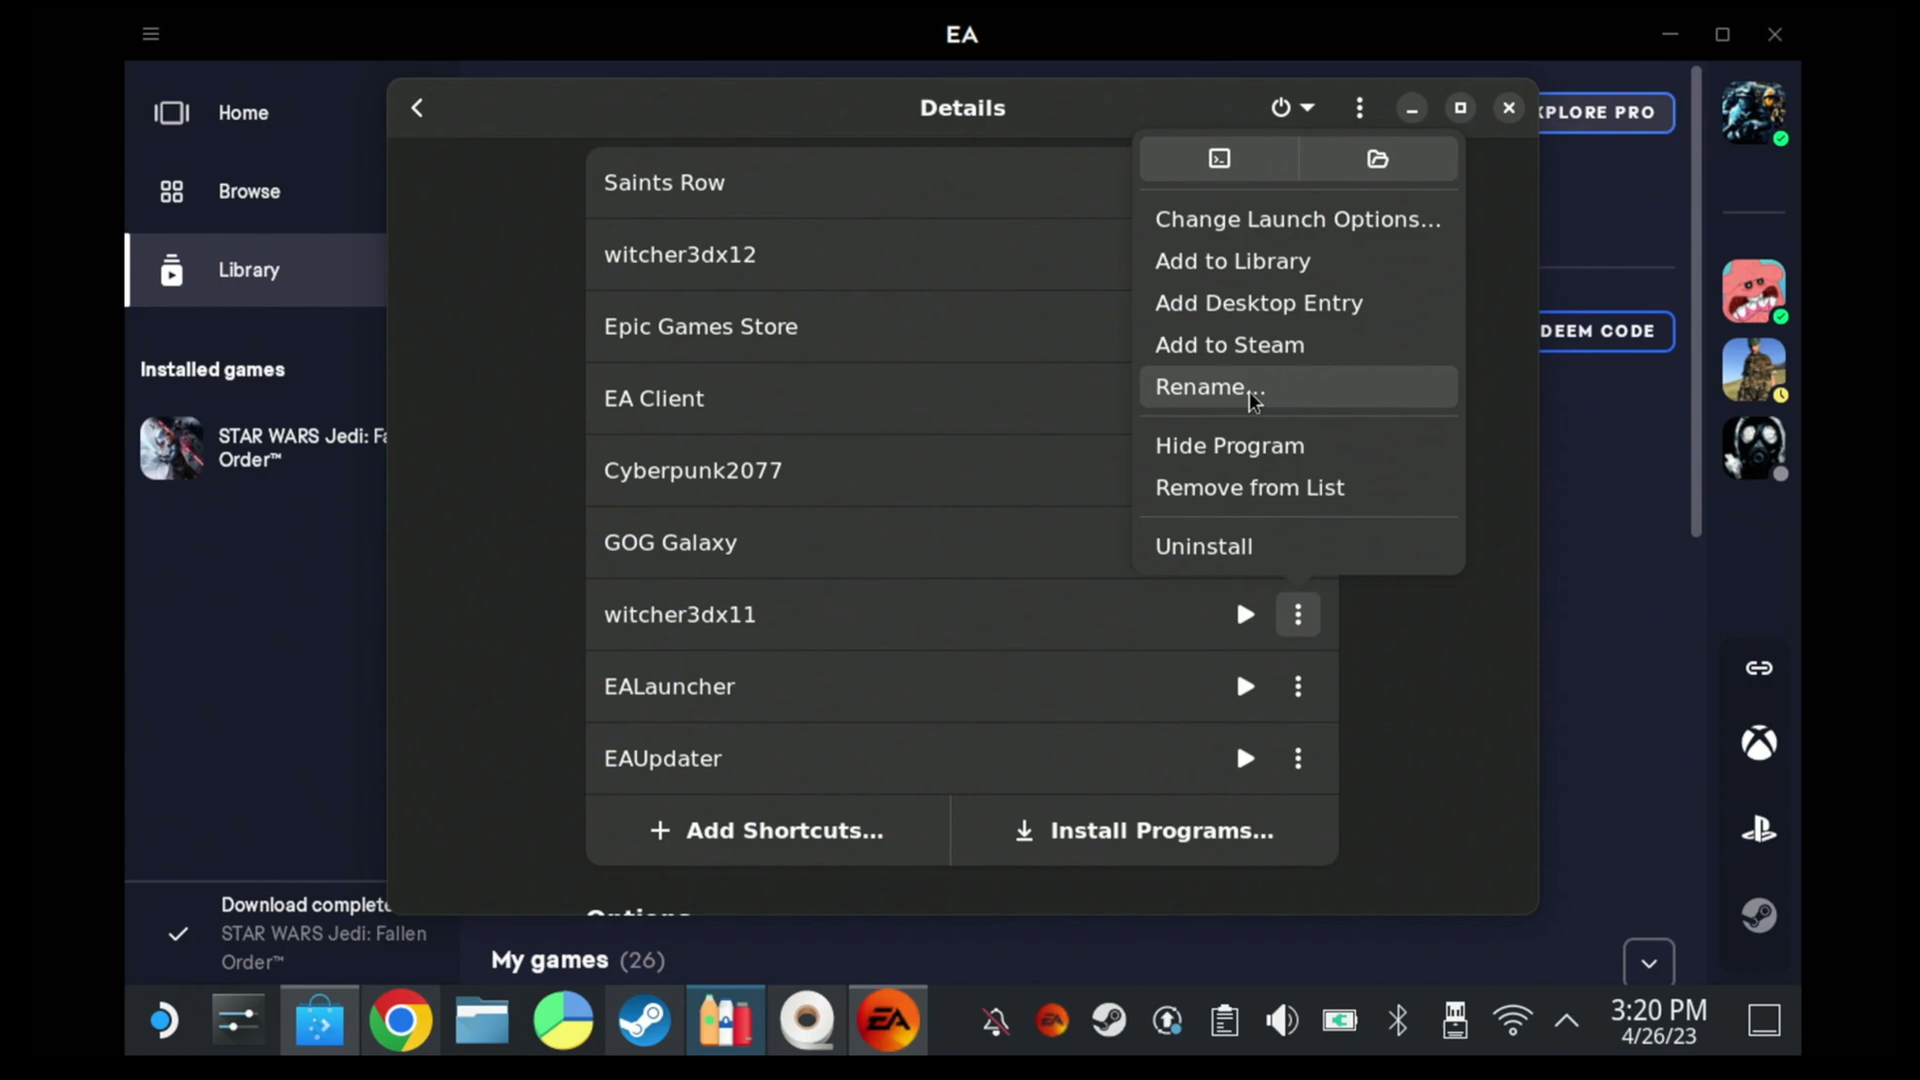 EA
Home
Browse
Library
Installed games
STAR WARS Jedi: Fa
Order™
Download complete
STAR WARS Jedi: Fallen
Order™
My games (26)
XPLORE PRO
DEEM CODE
Details
Saints Row
witcher3dx12
Epic Games Store
EA Client
Cyberpunk2077
GOG Galaxy
witcher3dx11
EALauncher
EAUpdater
+ Add Shortcuts...
Install Programs...
Options
Change Launch Options...
Add to Library
Add Desktop Entry
Add to Steam
Rename...
Hide Program
Remove from List
Uninstall
EA
EA
3:20 PM
4/26/23